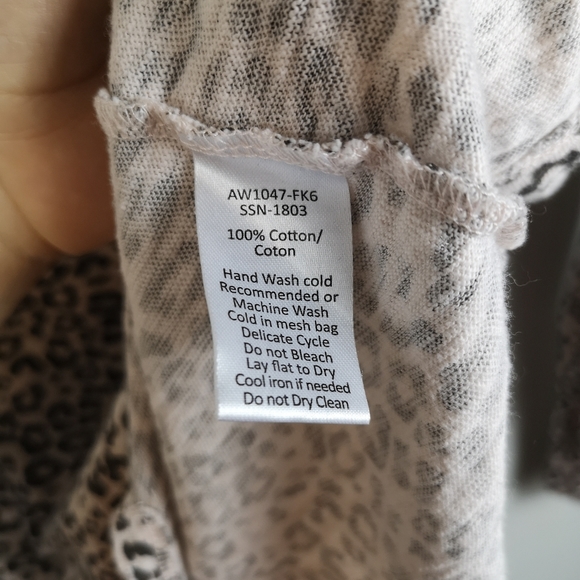 AW1047-FK6
SSN-1803
100% Cotton/
Coton
Hand Wash cold
Recommended or
Machine Wash
Cold in mesh bag
Delicate Cycle
Do not Bleach
Lay flat to Dry
Cool iron if needed
Do not Dry Clean